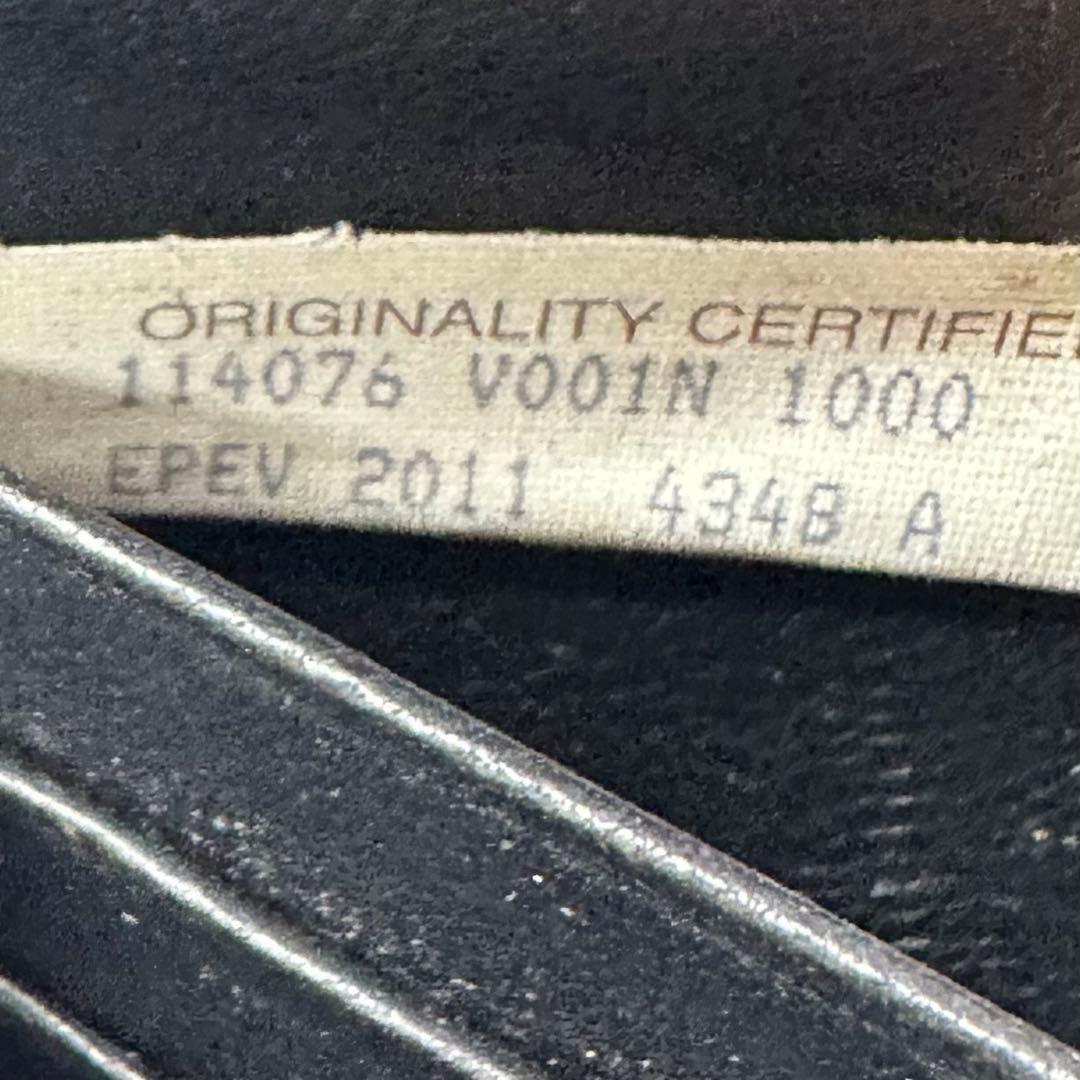 ORIGINALITY CERTIFIE
114076 V001N 1000
EPEV 2011 4348 A